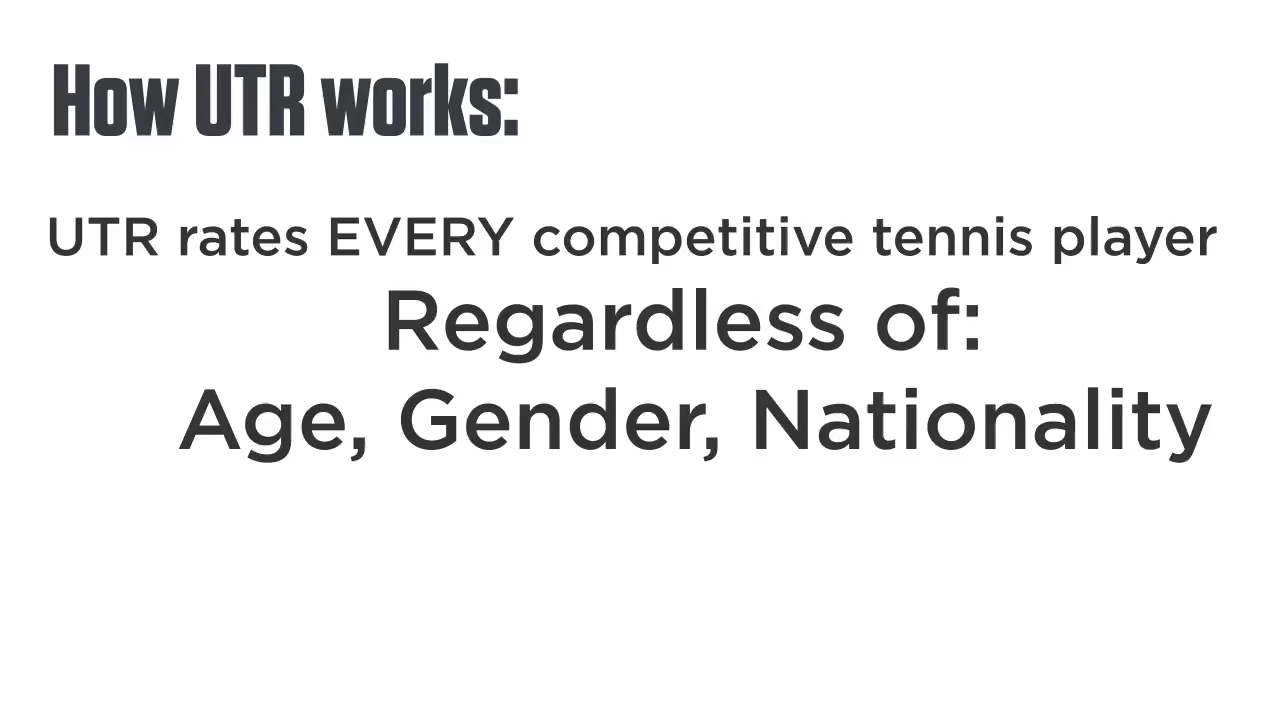 How UTR works:
UTR rates EVERY competitive tennis player
Regardless of:
Age, Gender, Nationality